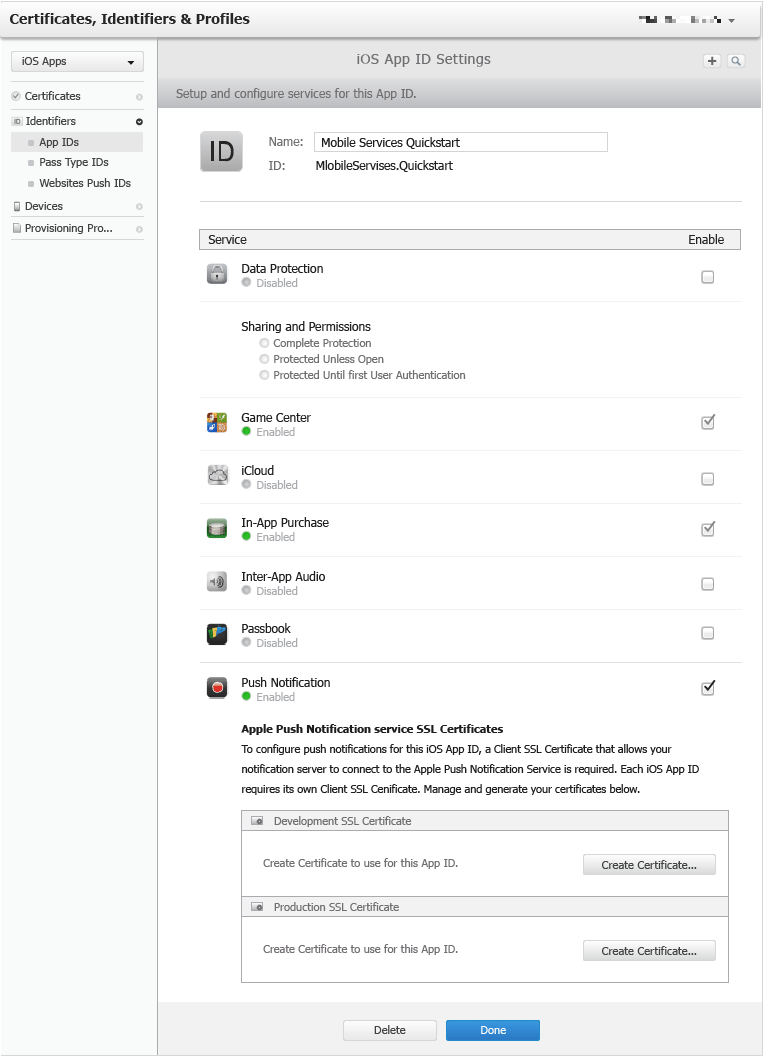 Certificates, Identifiers & Profiles
iOS Apps
Certificates
ID Identifiers
App IDs
Pass Type IDs
Websites Push IDs
Devices
Provisioning Pro...
iOS App ID Settings
Setup and configure services for this App ID.
ID
Name: Mobile Services Quickstart
ID: MlobileServises.Quickstart
Service Enable
Data Protection
Disabled
Sharing and Permissions
Complete Protection
Protected Unless Open
Protected Until first User Authentication
Game Center
Enabled
iCloud
Disabled
In-App Purchase
Enabled
Inter-App Audio
Disabled
Passbook
Disabled
Push Notification
Enabled
Apple Push Notification service SSL Certificates
To configure push notifications for this iOS App ID, a Client SSL Certificate that allows your
notification server to connect to the Apple Push Notification Service is required. Each iOS App ID
requires its own Client SSL Cenificate. Manage and generate your certificates below.
Development SSL Certificate
Create Certificate to use for this App ID. Create Certificate...
Production SSL Certificate
Create Certificate to use for this App ID. Create Certificate...
Delete Done